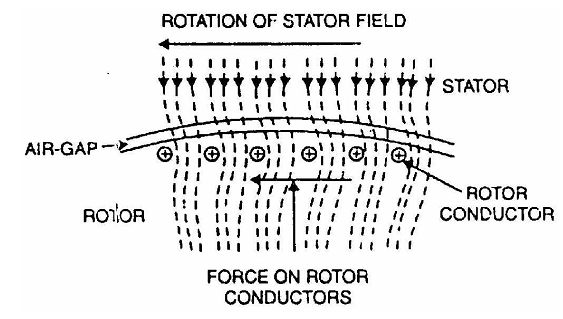 ROTATION OF STATOR FIELD
STATOR
AIR-GAP
ROTOR
ROTOR
CONDUCTOR
FORCE ON ROTOR
CONDUCTORS